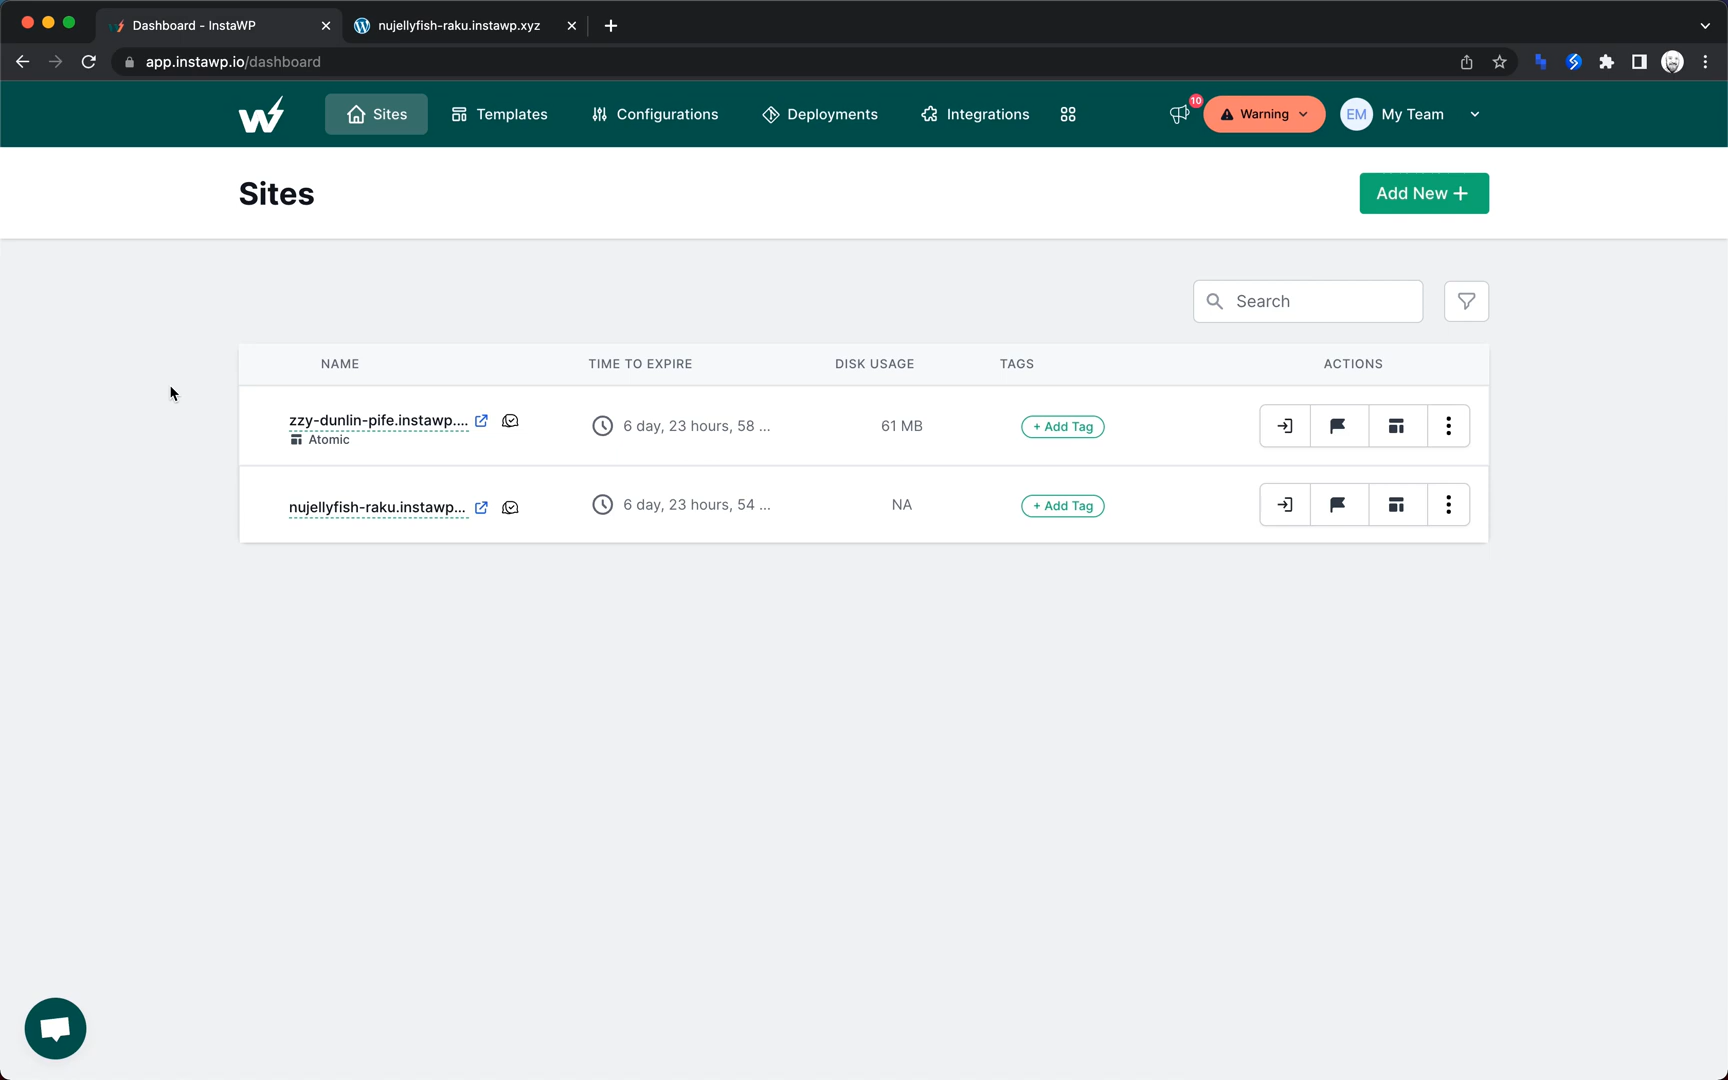 Dashboard - InstaWP
nujellyfish-raku.instawp.xyz
app.instawp.io/dashboard
Sites
Templates
Configurations
Deployments
Integrations
10
Warning
EM
My Team
Sites
Add New +
Search
NAME
TIME TO EXPIRE
DISK USAGE
TAGS
ACTIONS
zzy-dunlin-pife.instawp....
6 day, 23 hours, 58 ...
61 MB
+ Add Tag
Atomic
nujellyfish-raku.instawp...
6 day, 23 hours, 54 ...
NA
+ Add Tag